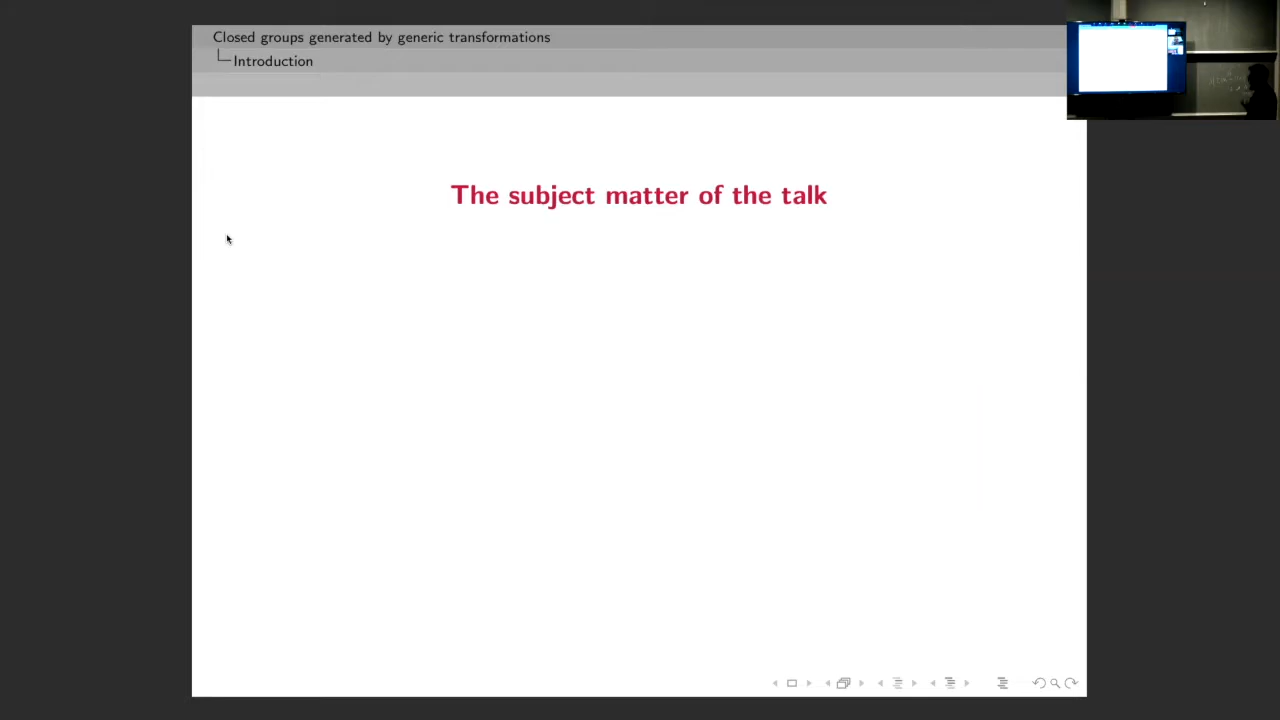 Closed groups generated by generic transformations
Introduction
The subject matter of the talk